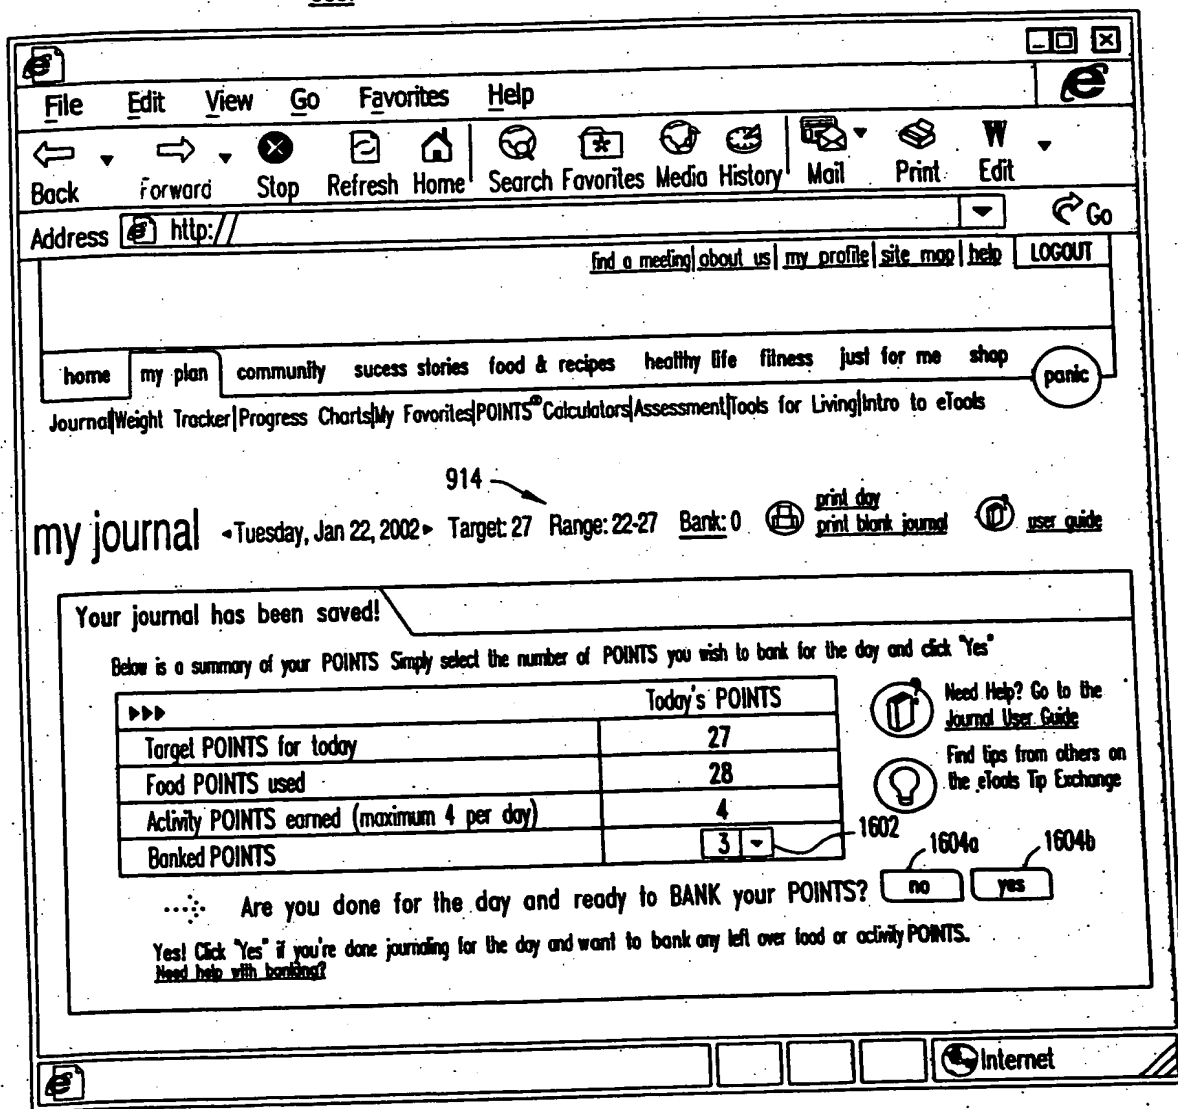 File Edit View Go Favorites Help
Back Forward Stop Refresh Home Search Favorites Media History Mail Print Edit
Address http:// Go
find a meeting|about us|my profile|site map|help LOGOUT
home my plan community sucess stories food & recipes healthy life fitness just for me shop panic
Journal|Weight Tracker|Progress Charts|My Favorites|POINTS® Calculators|Assessment|Tools for Living|Intro to eTools
914
my journal ◂Tuesday, Jan 22, 2002▸ Target: 27 Range: 22-27 Bank: 0 print day
print blank journal user guide
Your journal has been saved!
Below is a summary of your POINTS Simply select the number of POINTS you wish to bank for the day and click "Yes"
▸▸▸ Today's POINTS
Target POINTS for today 27
Food POINTS used 28
Activity POINTS earned (maximum 4 per day) 4
Banked POINTS 3
Need Help? Go to the
Journal User Guide
Find tips from others on
the eTools Tip Exchange
1602
1604a 1604b
Are you done for the day and ready to BANK your POINTS? no yes
Yes! Click "Yes" if you're done journaling for the day and want to bank any left over food or activity POINTS.
Need help with banking?
Internet